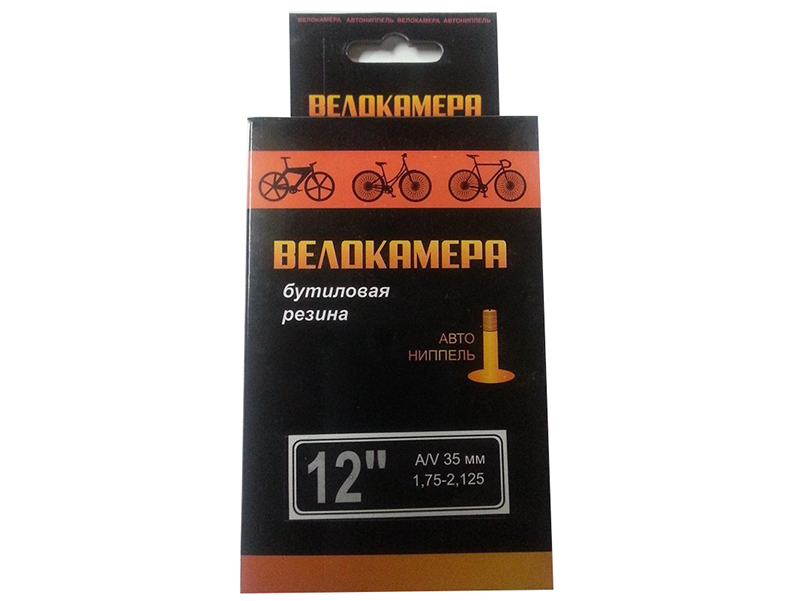 ВЕЛОКАМЕРА АВТОНИППЕЛЬ ВЕЛОКАМЕРА АВТОНИППЕЛЬ
ВЕЛОКАМЕРА
ВЕЛОКАМЕРА
бутиловая
резина
АВТО
НИППЕЛЬ
12"
A/V 35 мм
1,75-2,125